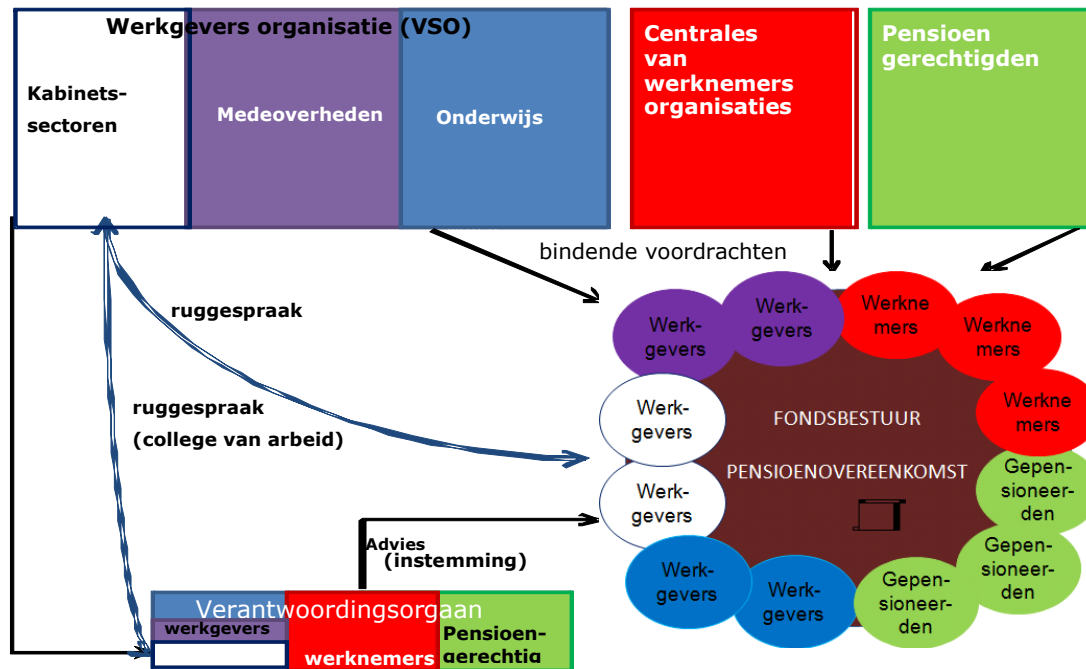 Werkgevers organisatie (VSO)
Kabinets-
sectoren
Medeoverheden
Onderwijs
Centrales
van
werknemers
organisaties
Pensioen
gerechtigden
bindende voordrachten
ruggespraak
ruggespraak
(college van arbeid)
Werk-
gevers
Werk-
gevers
Werkne
mers
Werkne
mers
Werkne
mers
Werk-
gevers
Werk-
gevers
Werk-
gevers
Werk-
gevers
Gepen-
sioneer-
den
Gepen-
sioneer-
den
Gepen-
sioneer-
den
FONDSBESTUUR
PENSIOENOVEREENKOMST
Advies
(instemming)
Verantwoordingsorgaan
werkgevers
werknemers
Pensioen-
gerechtig